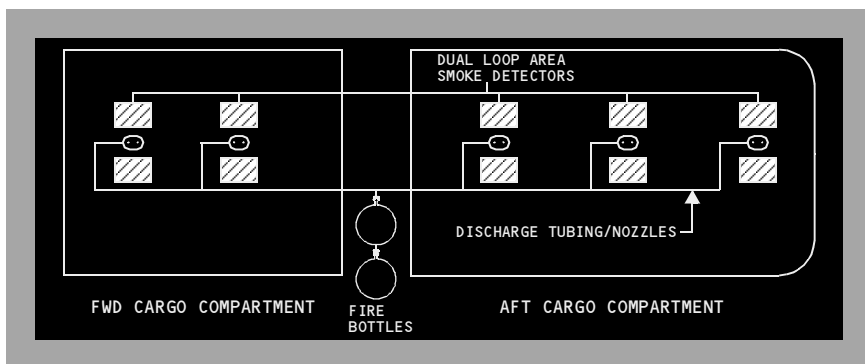 DUAL LOOP AREA
SMOKE DETECTORS
DISCHARGE TUBING/NOZZLES
FWD CARGO COMPARTMENT
FIRE
BOTTLES
AFT CARGO COMPARTMENT